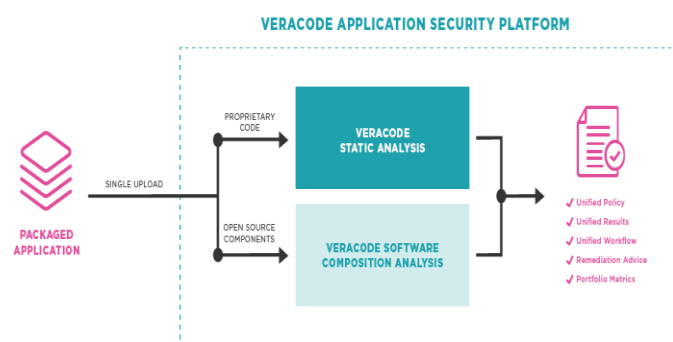 VERACODE APPLICATION SECURITY PLATFORM
PROPRIETARY
CODE
VERACODE
STATIC ANALYSIS
SINGLE UPLOAD
PACKAGED
APPLICATION
OPEN SOURCE
COMPONENTS
VERACODE SOFTWARE
COMPOSITION ANALYSIS
Unified Policy
Unified Results
Unified Workflow
Remediation Advice
Portfolio Metrics